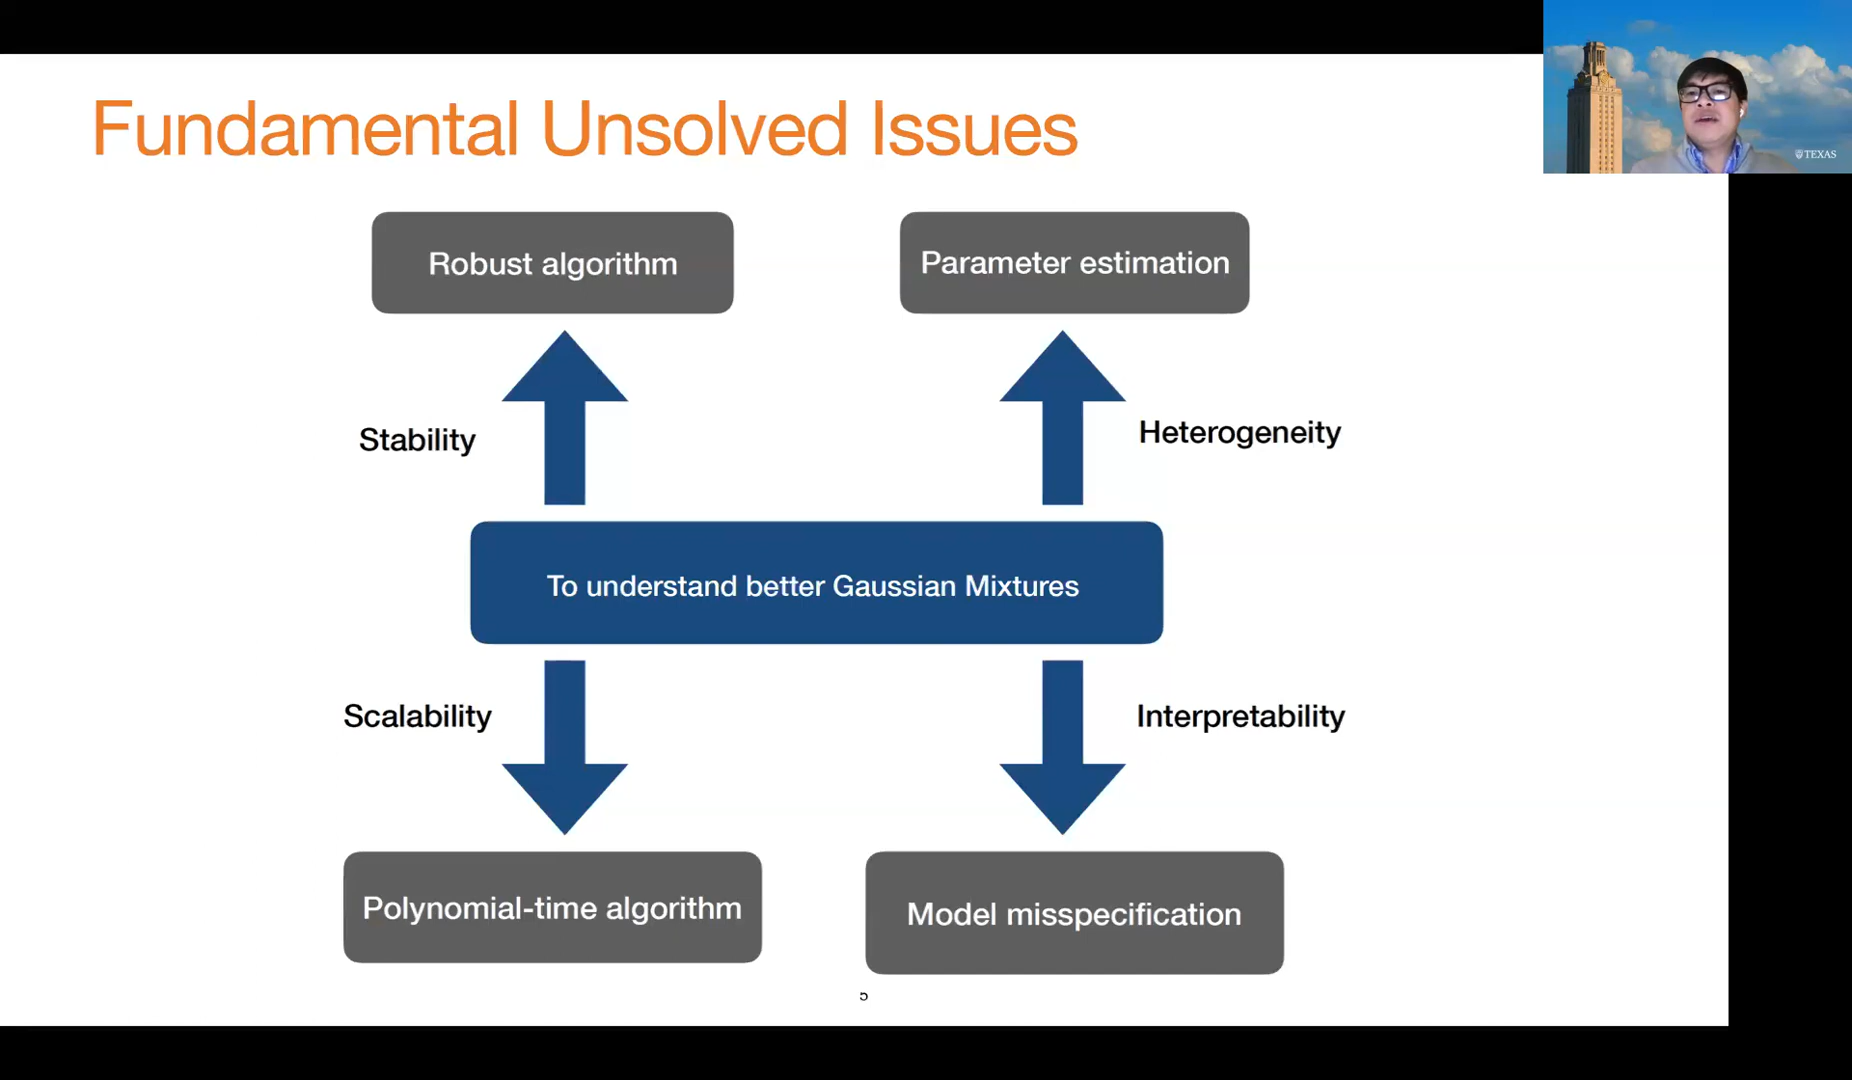 Fundamental Unsolved Issues
TEXAS
Robust algorithm
Parameter estimation
Stability
Heterogeneity
To understand better Gaussian Mixtures
Scalability
Interpretability
Polynomial-time algorithm
Model misspecification
5